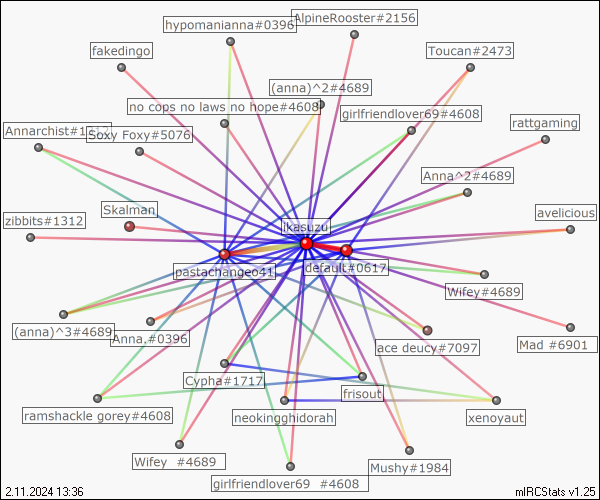 AlpineRooster#2156
hypomanianna#0396
fakedingo
Toucan#2473
(anna)^2#4689
no cops no laws no hope#4608
girlfriendlover69#4608
rattgaming
Soxy Foxy#5076
Anna^2#4689
Skalman
avelicious
zibbits#1312
ikasuzu
pastachangeo41
default#0617
Wifey#4689
(anna)^3#4689
Anna,#0396
ace deucy#7097
Mad #6901
Cypha#1717
frisout
ramshackle gorey#4608
neokingghidorah
xenoyaut
Wifey #4689
Mushy#1984
girlfriendlover69 #4608
2.11.2024 13:36
mIRCStats v1.25